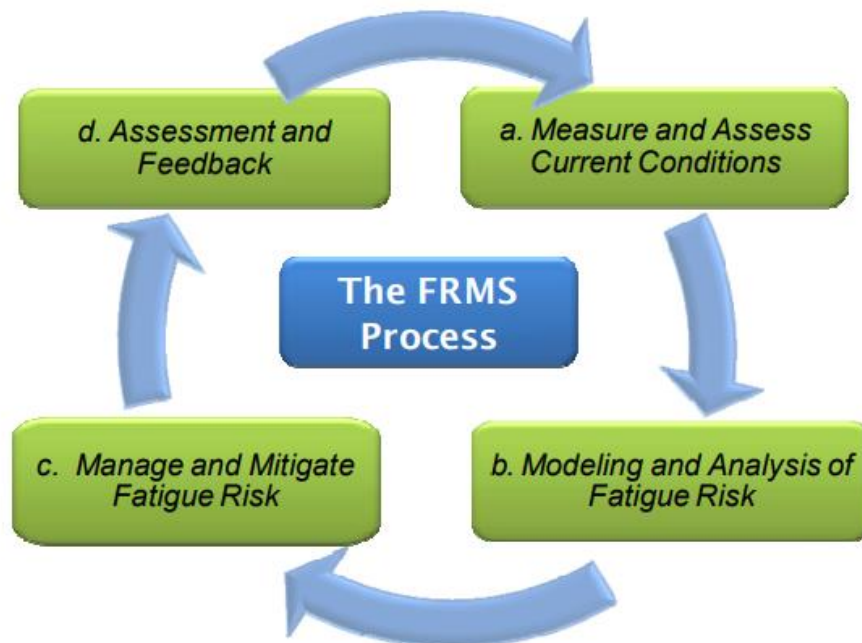 d. Assessment and
Feedback
a. Measure and Assess
Current Conditions
The FRMS
Process
c. Manage and Mitigate
Fatigue Risk
b. Modeling and Analysis of
Fatigue Risk